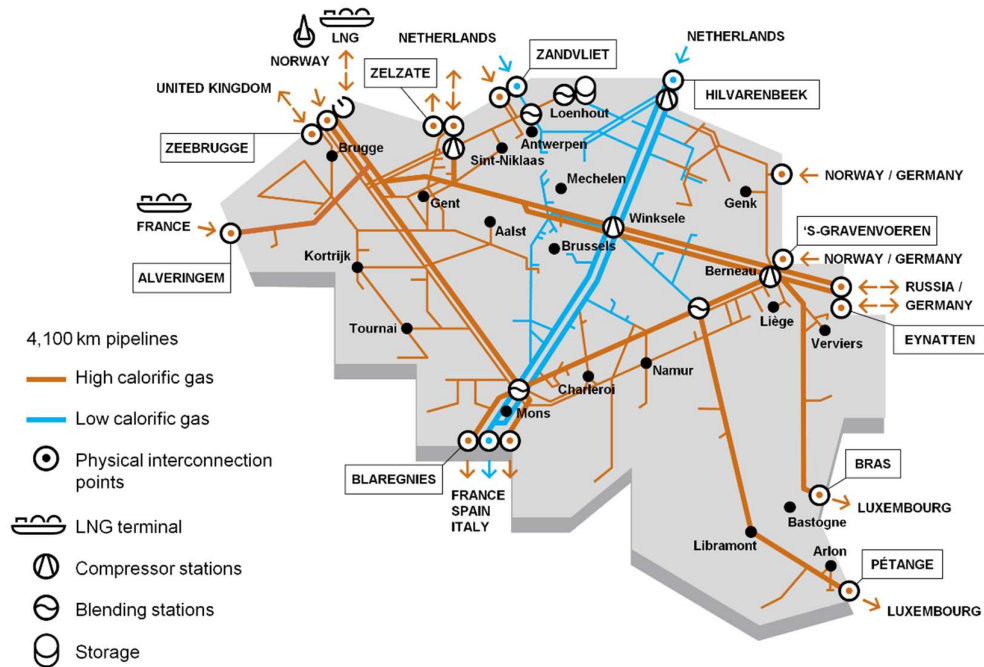 LNG
NORWAY
NETHERLANDS
ZANDVLIET
NETHERLANDS
UNITED KINGDOM
ZELZATE
HILVARENBEEK
Loenhout
ZEEBRUGGE
Brugge
Antwerpen
Sint-Niklaas
Mechelen
NORWAY / GERMANY
Genk
Gent
FRANCE
Aalst
Winksele
'S-GRAVENVOEREN
Brussels
NORWAY / GERMANY
ALVERINGEM
Kortrijk
Berneau
RUSSIA /
GERMANY
Liège
Verviers
EYNATTEN
Tournai
4,100 km pipelines
High calorific gas
Charleroi
Namur
Low calorific gas
Mons
Physical interconnection
points
BLAREGNIES
BRAS
FRANCE
SPAIN
ITALY
LUXEMBOURG
Bastogne
LNG terminal
Libramont
Arlon
Compressor stations
PÉTANGE
Blending stations
LUXEMBOURG
Storage